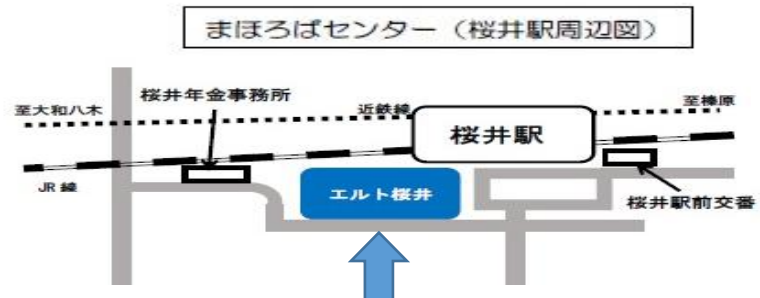 まほろばセンター（桜井駅周辺図）
至大和八木
桜井年金事務所
近鉄線
至榛原
桜井駅
JR線
エルト桜井
桜井駅前交番